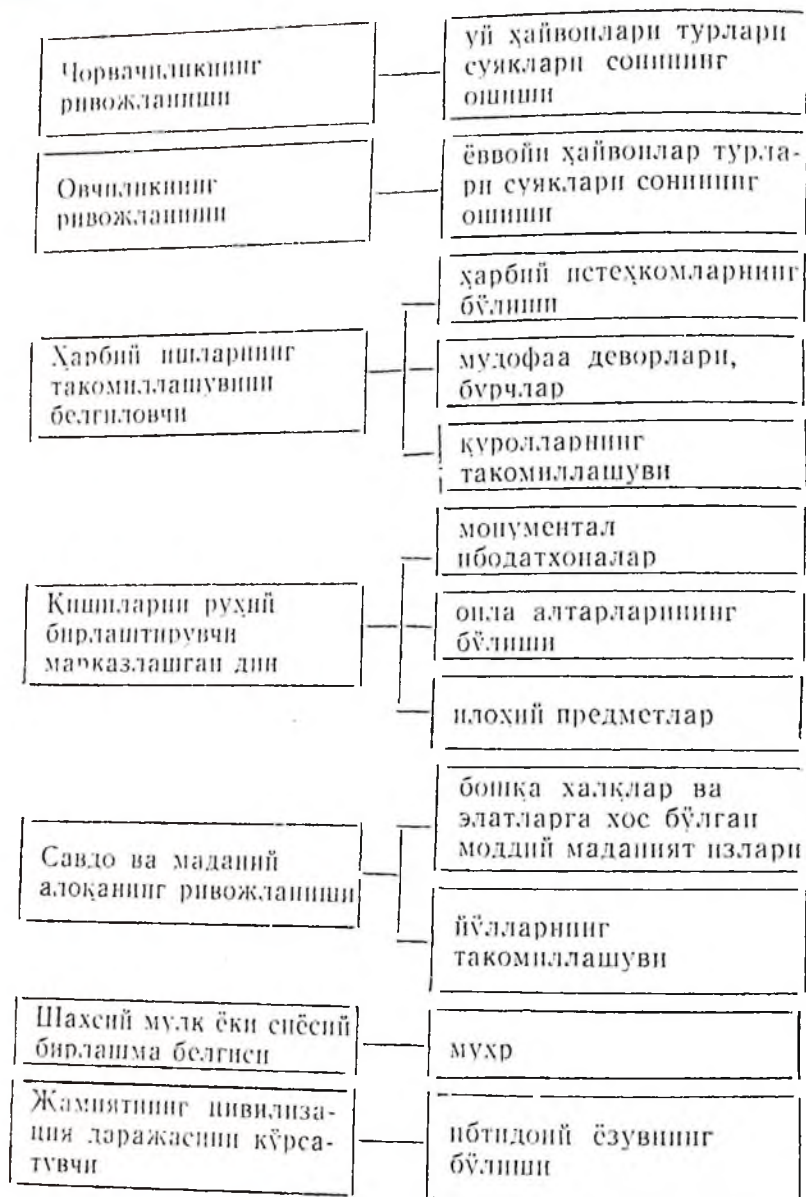 Чорвачиликнинг
ривожланиши
уй ҳайвонлари турлари
суяклари сонининг
ошиши
Овчиликнинг
ривожланиши
ёввойи ҳайвонлар турла-
ри суяклари сонининг
ошиши
Ҳарбий ишларнинг
такомиллашувини
белгиловчи
ҳарбий истеҳкомларнинг
бўлиши
мудофаа деворлари,
бурчлар
қуролларнинг
такомиллашуви
Кишиларни руҳий
бирлаштирувчи
марказлашган дин
монументал
ибодатхоналар
оила алтарларининг
бўлиши
илоҳий предметлар
Савдо ва маданий
алоқанинг ривожланиши
бошқа халқлар ва
элатларга хос бўлган
моддий маданият излари
йўлларнинг
такомиллашуви
Шахсий мулк ёки сиёсий
бирлашма белгиси
муҳр
Жамиятнинг цивилиза-
ция даражасини кўрса-
тувчи
ибтидоий ёзувнинг
бўлиши